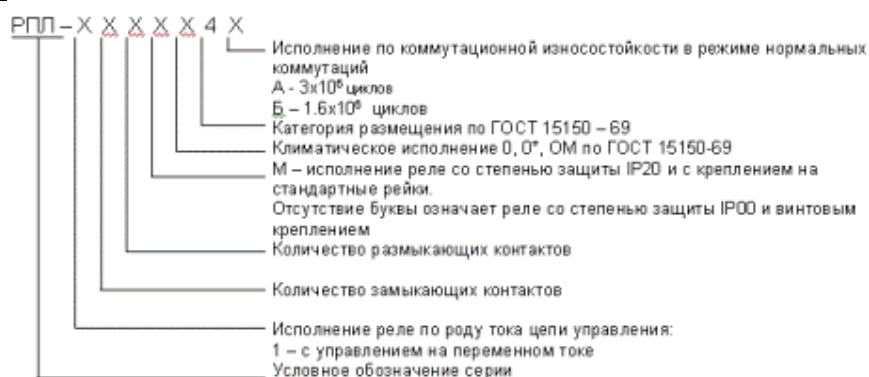 РПЛ – Х Х Х Х Х 4 Х
Исполнение по коммутационной износостойкости в режиме нормальных
коммутаций
А - 3х10⁶ циклов
Б – 1.6х10⁶ циклов
Категория размещения по ГОСТ 15150 – 69
Климатическое исполнение 0, 0*, ОМ по ГОСТ 15150-69
М – исполнение реле со степенью защиты IP20 и с креплением на
стандартные рейки.
Отсутствие буквы означает реле со степенью защиты IP00 и винтовым
креплением
Количество размыкающих контактов
Количество замыкающих контактов
Исполнение реле по роду тока цепи управления:
1 – с управлением на переменном токе
Условное обозначение серии